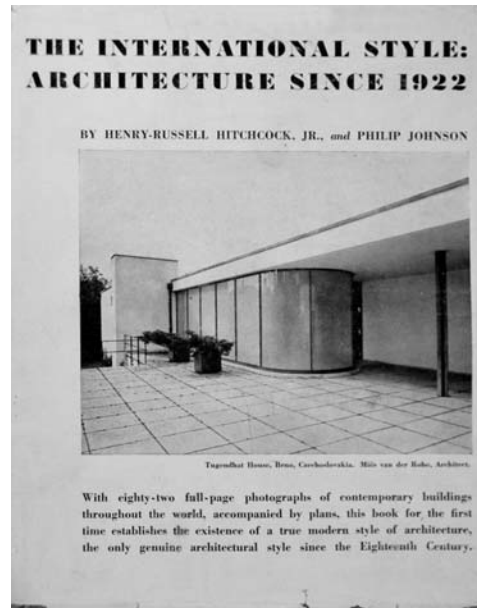 THE INTERNATIONAL STYLE:
ARCHITECTURE SINCE 1922
BY HENRY-RUSSELL HITCHCOCK, JR., and PHILIP JOHNSON
Tugendhat House, Brno, Czechoslovakia. Miës van der Rohe, Architect.
With eighty-two full-page photographs of contemporary buildings
throughout the world, accompanied by plans, this book for the first
time establishes the existence of a true modern style of architecture,
the only genuine architectural style since the Eighteenth Century.